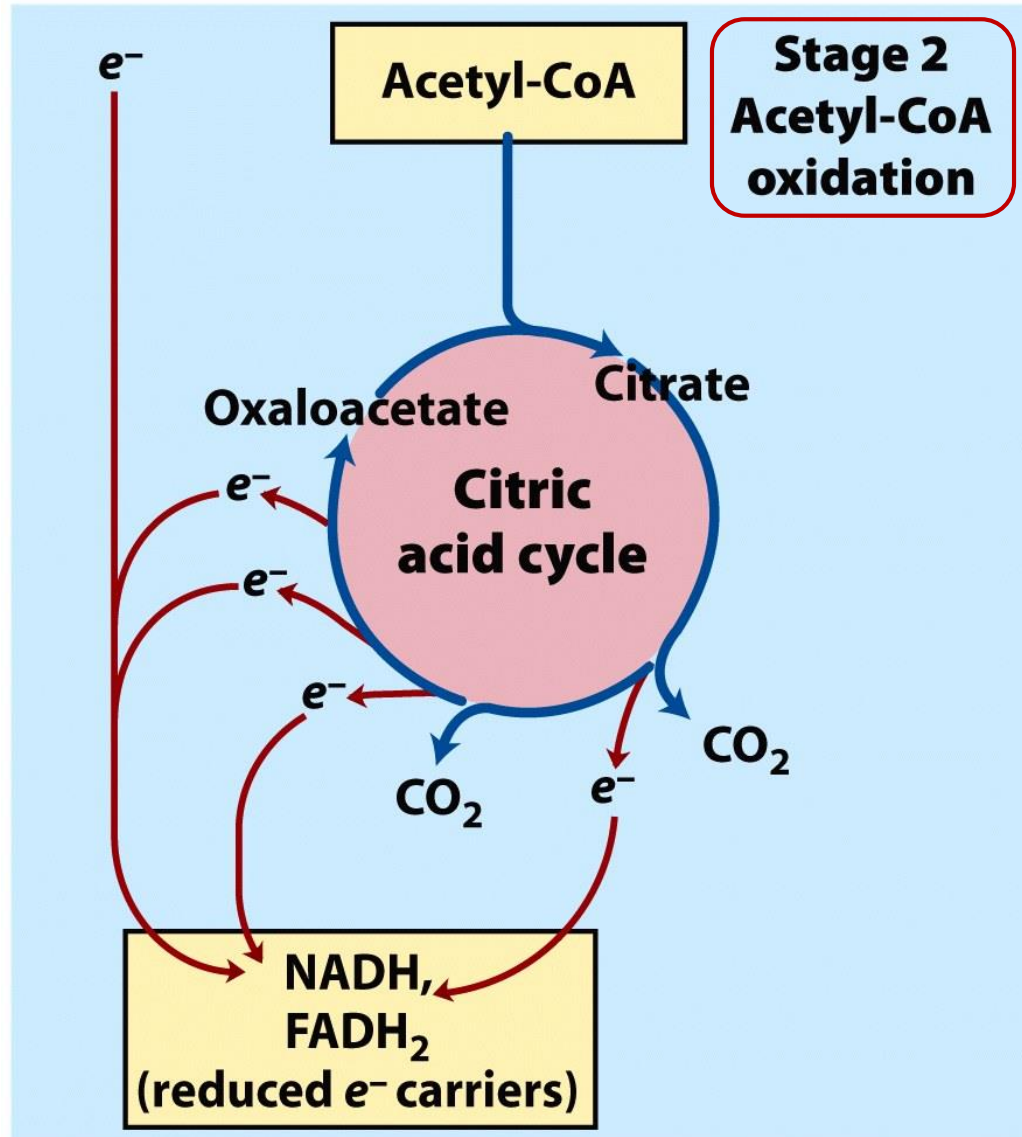 e⁻
Acetyl-CoA
Stage 2
Acetyl-CoA
oxidation
Oxaloacetate
Citrate
e⁻
Citric
acid cycle
e⁻
e⁻
CO₂
CO₂
e⁻
NADH,
FADH₂
(reduced e⁻ carriers)